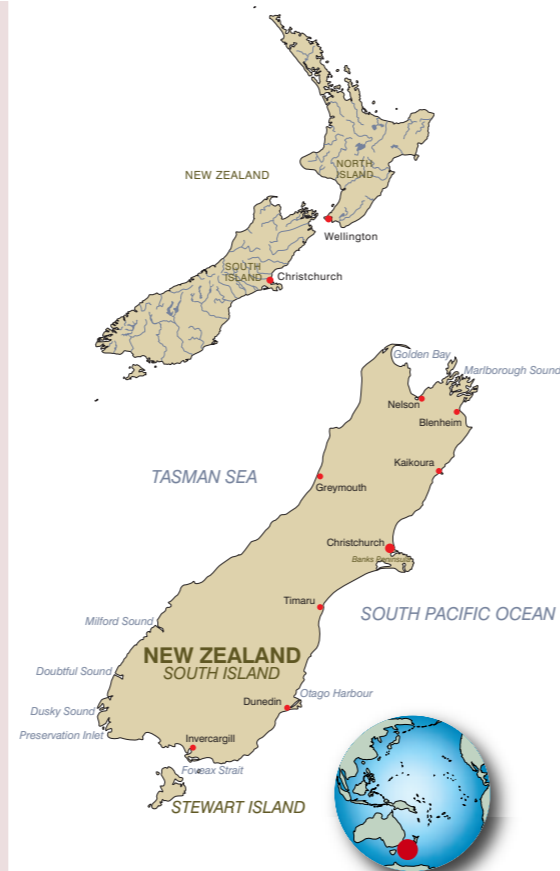 NORTH
ISLAND
NEW ZEALAND
Wellington
SOUTH
ISLAND
Christchurch
Golden Bay
Marlborough Sound
Nelson
Blenheim
Kaikoura
TASMAN SEA
Greymouth
Christchurch
Banks Peninsula
Timaru
SOUTH PACIFIC OCEAN
Milford Sound
NEW ZEALAND
SOUTH ISLAND
Doubtful Sound
Otago Harbour
Dunedin
Dusky Sound
Preservation Inlet
Invercargill
Foveax Strait
STEWART ISLAND